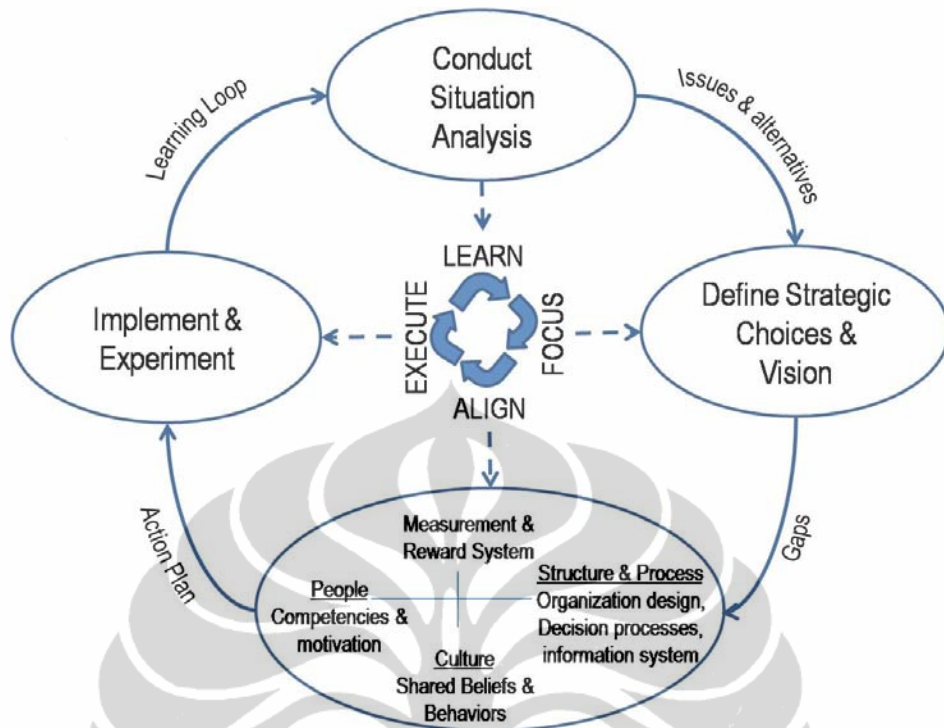 Conduct
Situation
Analysis
Learning Loop
\ssues & alternatives
LEARN
EXECUTE
FOCUS
ALIGN
Implement &
Experiment
Define Strategic
Choices &
Vision
Action Plan
Gaps
Measurement &
Reward System
People
Competencies &
motivation
Structure & Process
Organization design,
Decision processes,
information system
Culture
Shared Beliefs &
Behaviors